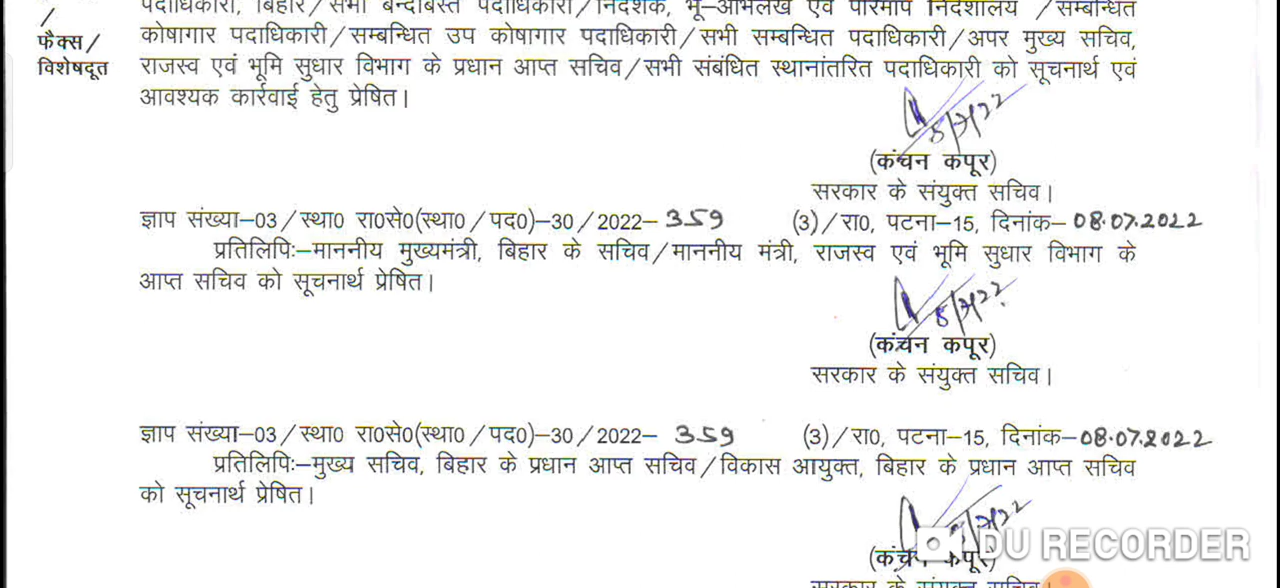 पदाधिकारी, बिहार/सभी बन्दोबस्त पदाधिकारी/निदेशक, भू-अभिलेख एवं परिमाप निदेशालय /सम्बन्धित
/
फैक्स/
विशेषदूत
कोषागार पदाधिकारी/सम्बन्धित उप कोषागार पदाधिकारी/सभी सम्बन्धित पदाधिकारी/अपर मुख्य सचिव,
राजस्व एवं भूमि सुधार विभाग के प्रधान आप्त सचिव/सभी संबंधित स्थानांतरित पदाधिकारी को सूचनार्थ एवं
आवश्यक कार्रवाई हेतु प्रेषित।
8/7/22
(कंचन कपूर)
सरकार के संयुक्त सचिव।
ज्ञाप संख्या-03/स्था0 रा0से0(स्था0/पद0)-30/2022- 359 (3)/रा0, पटना-15, दिनांक- 08.07.2022
प्रतिलिपिः-माननीय मुख्यमंत्री, बिहार के सचिव/माननीय मंत्री, राजस्व एवं भूमि सुधार विभाग के
आप्त सचिव को सूचनार्थ प्रेषित।
8/7/22
(कंचन कपूर)
सरकार के संयुक्त सचिव।
ज्ञाप संख्या-03/स्था0 रा0से0(स्था0/पद0)-30/2022- 359 (3)/रा0, पटना-15, दिनांक-08.07.2022
प्रतिलिपिः-मुख्य सचिव, बिहार के प्रधान आप्त सचिव/विकास आयुक्त, बिहार के प्रधान आप्त सचिव
को सूचनार्थ प्रेषित।
DU RECORDER
(कंचन कपूर)
सरकार के संयुक्त सचिव।